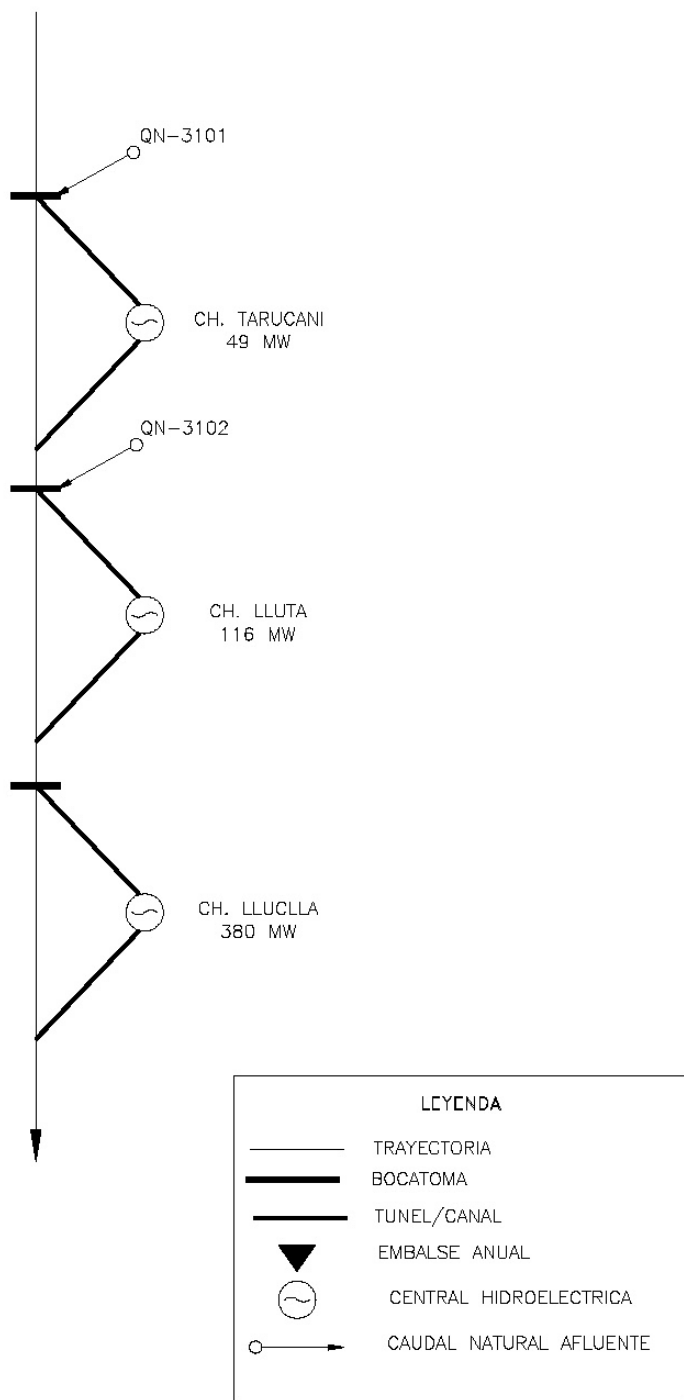 QN-3101
CH. TARUCANI
49 MW
QN-3102
CH. LLUTA
116 MW
CH. LLUCLLA
380 MW
LEYENDA
TRAYECTORIA
BOCATOMA
TUNEL/CANAL
EMBALSE ANUAL
CENTRAL HIDROELECTRICA
CAUDAL NATURAL AFLUENTE